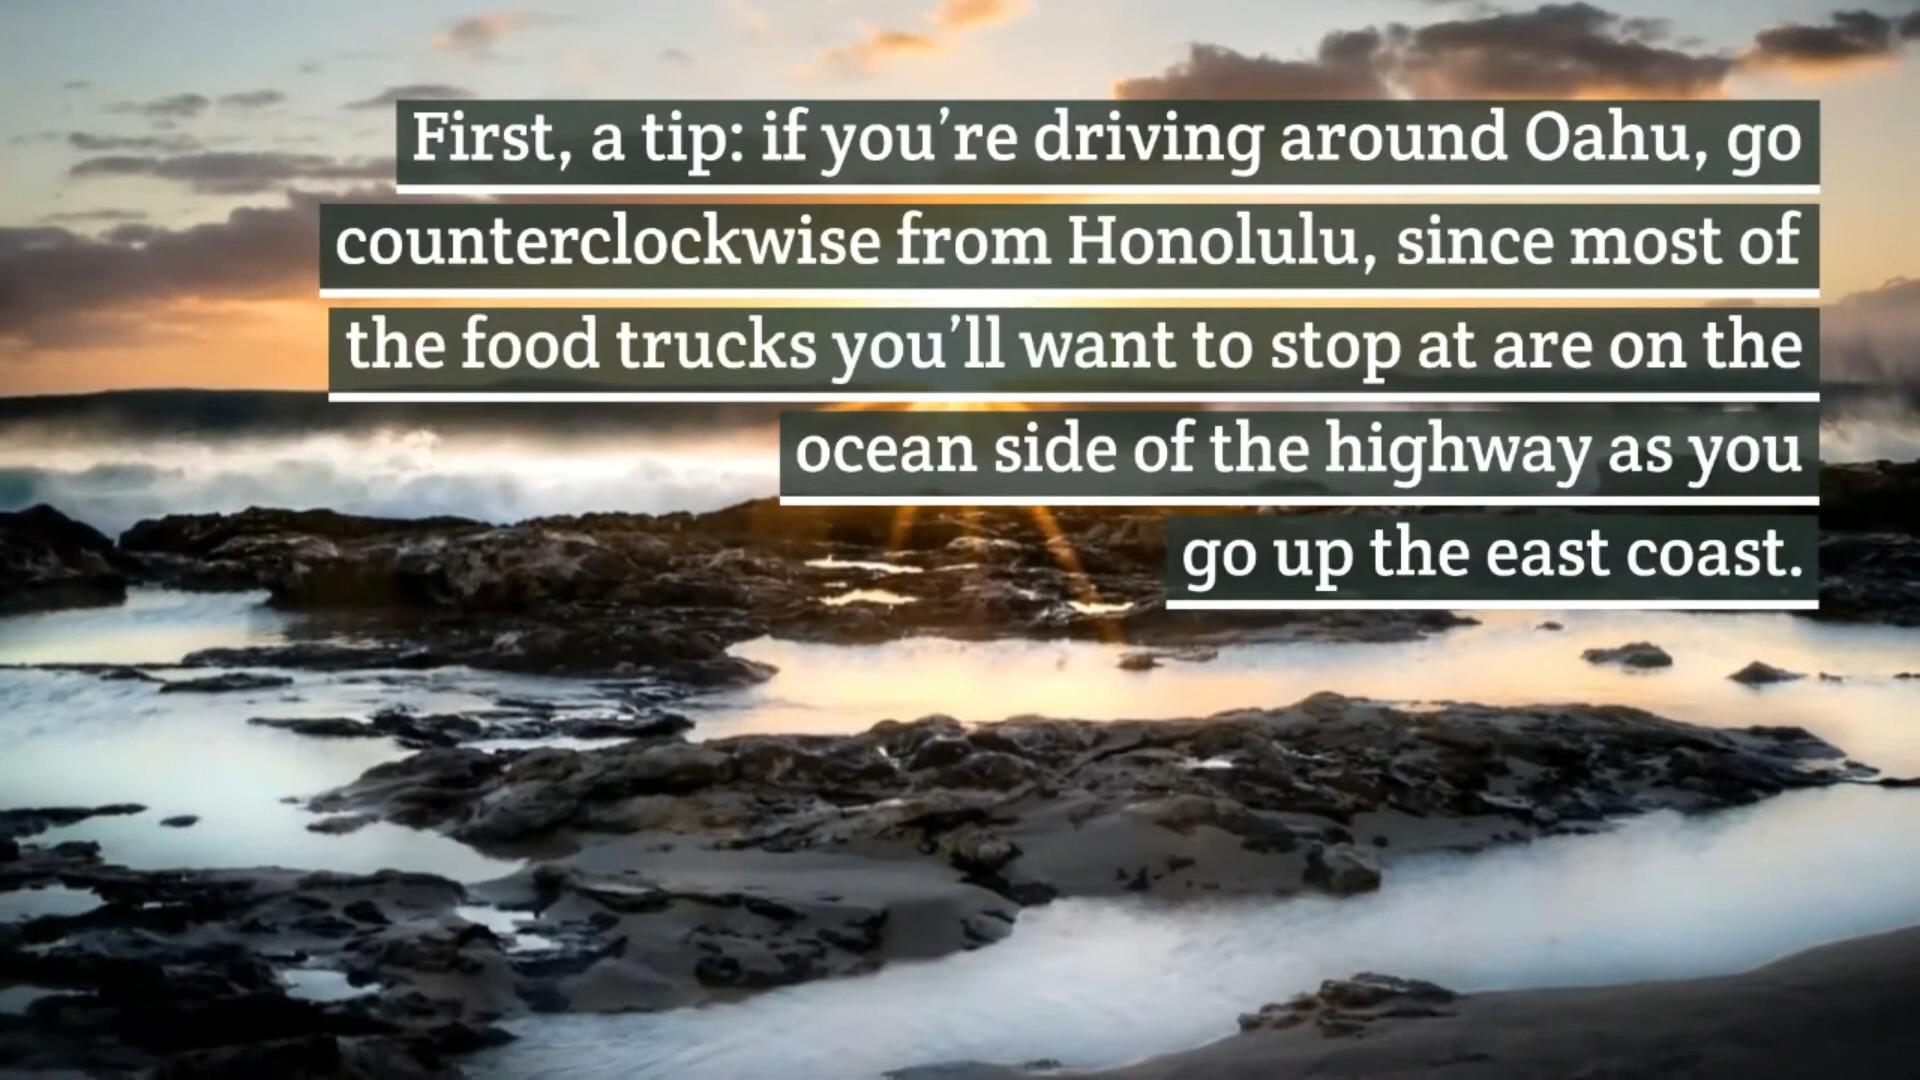 First, a tip: if you’re driving around Oahu, go
counterclockwise from Honolulu, since most of
the food trucks you’ll want to stop at are on the
ocean side of the highway as you
go up the east coast.